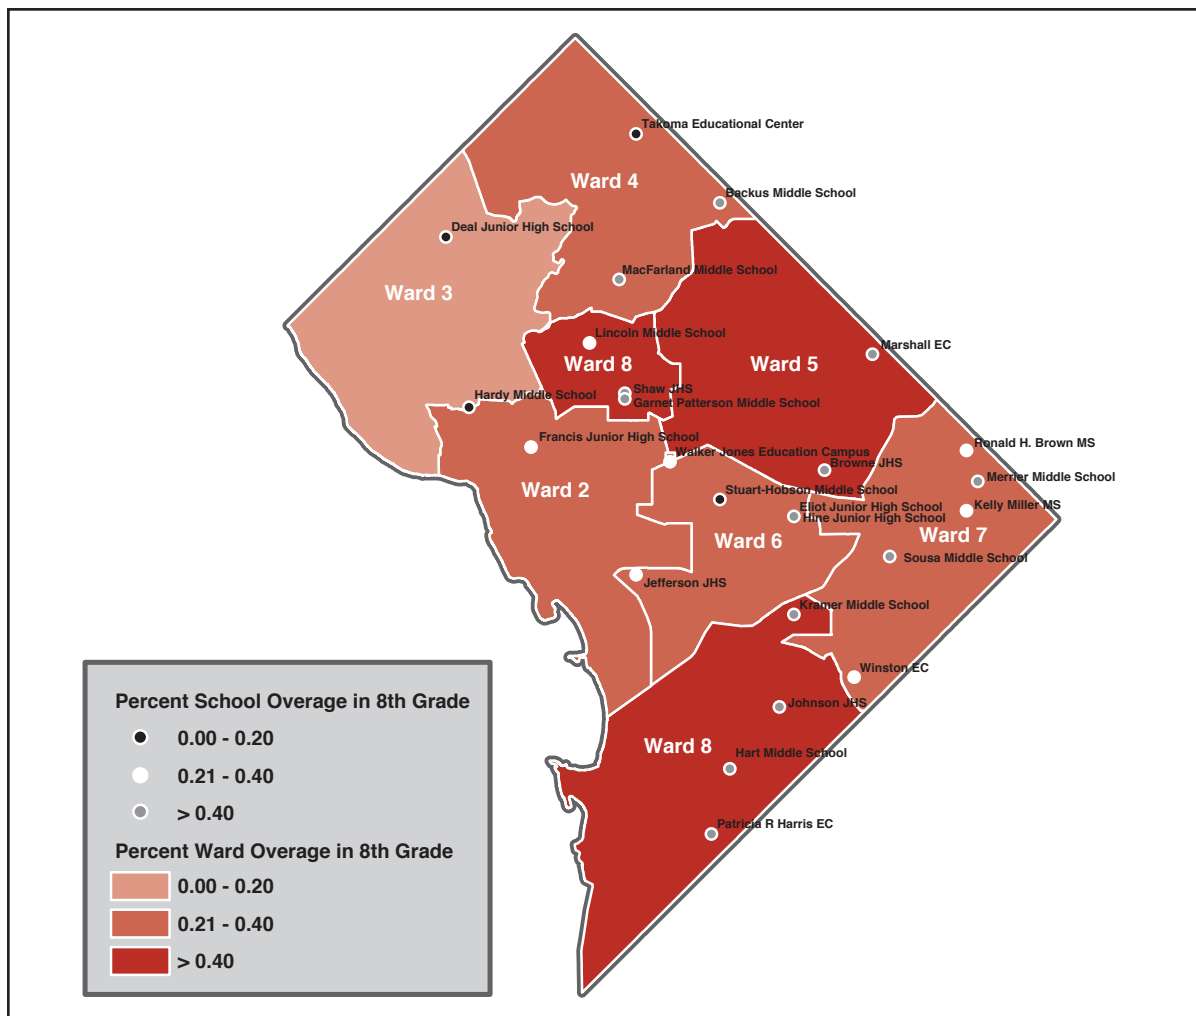 Takoma Educational Center
Ward 4
Backus Middle School
Deal Junior High School
MacFarland Middle School
Ward 3
Lincoln Middle School
Marshall EC
Ward 8
Ward 5
Shaw JHS
Hardy Middle School
Garnet Patterson Middle School
Francis Junior High School
Ronald H. Brown MS
Walker Jones Education Campus
Browne JHS
Merrier Middle School
Ward 2
Stuart-Hobson Middle School
Eliot Junior High School
Kelly Miller MS
Hine Junior High School
Ward 6
Ward 7
Sousa Middle School
Jefferson JHS
Kramer Middle School
Winston EC
Johnson JHS
Ward 8
Hart Middle School
Patricia R Harris EC
Percent School Overage in 8th Grade
0.00 - 0.20
0.21 - 0.40
> 0.40
Percent Ward Overage in 8th Grade
0.00 - 0.20
0.21 - 0.40
> 0.40